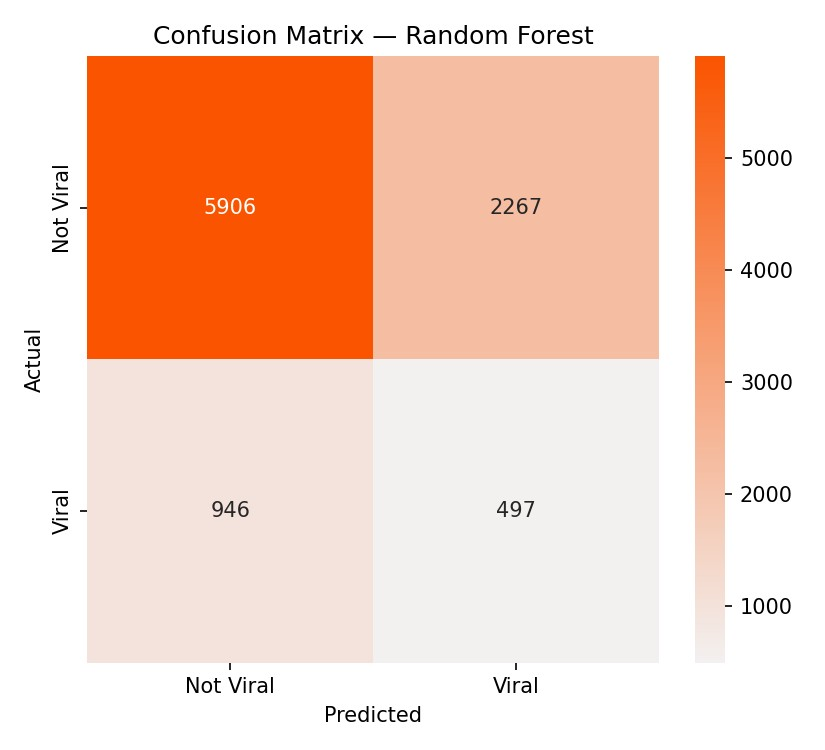 Confusion Matrix — Random Forest
Not Viral
5906
2267
Actual
Viral
946
497
Not Viral
Viral
Predicted
5000
4000
3000
2000
1000